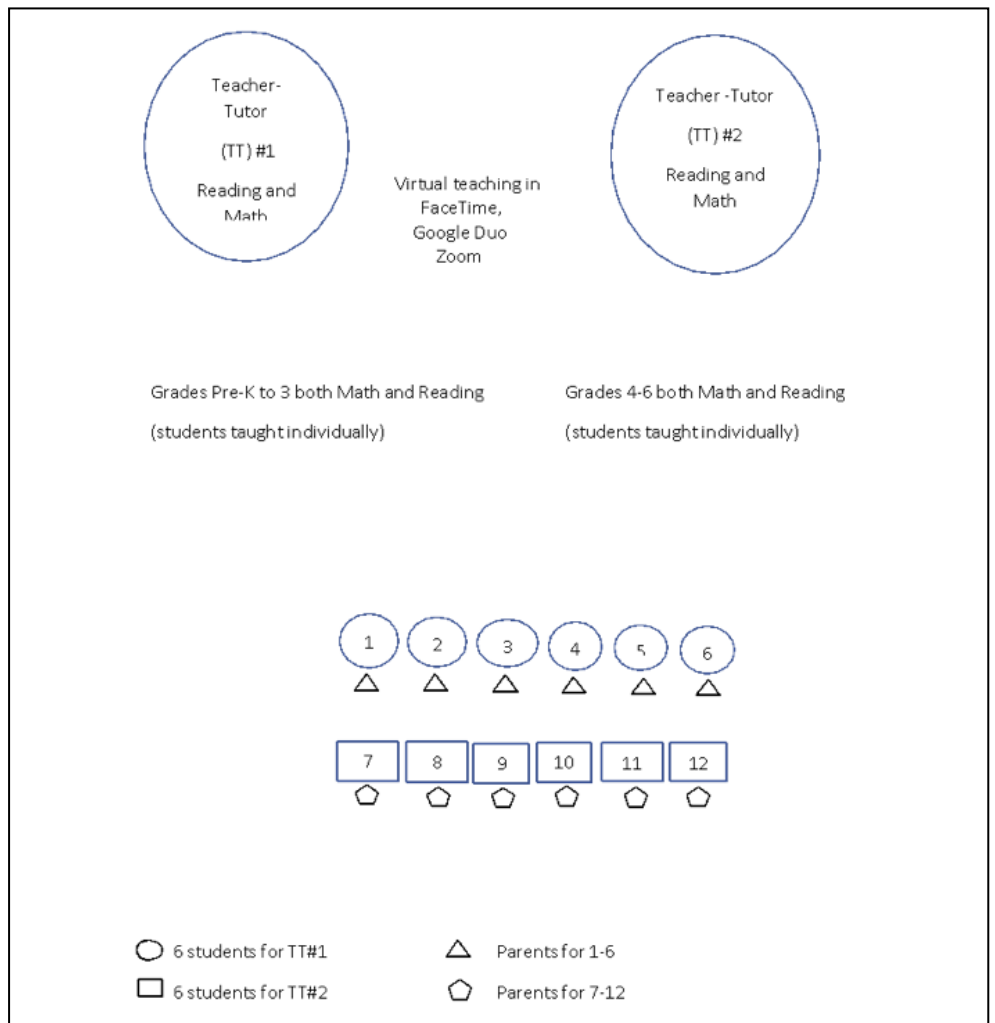 Teacher-
Tutor
(TT) #1
Reading and
Math
Virtual teaching in
FaceTime,
Google Duo
Zoom
Teacher -Tutor
(TT) #2
Reading and
Math
Grades Pre-K to 3 both Math and Reading
(students taught individually)
Grades 4-6 both Math and Reading
(students taught individually)
1 2 3 4 5 6
7 8 9 10 11 12
6 students for TT#1
6 students for TT#2
Parents for 1-6
Parents for 7-12